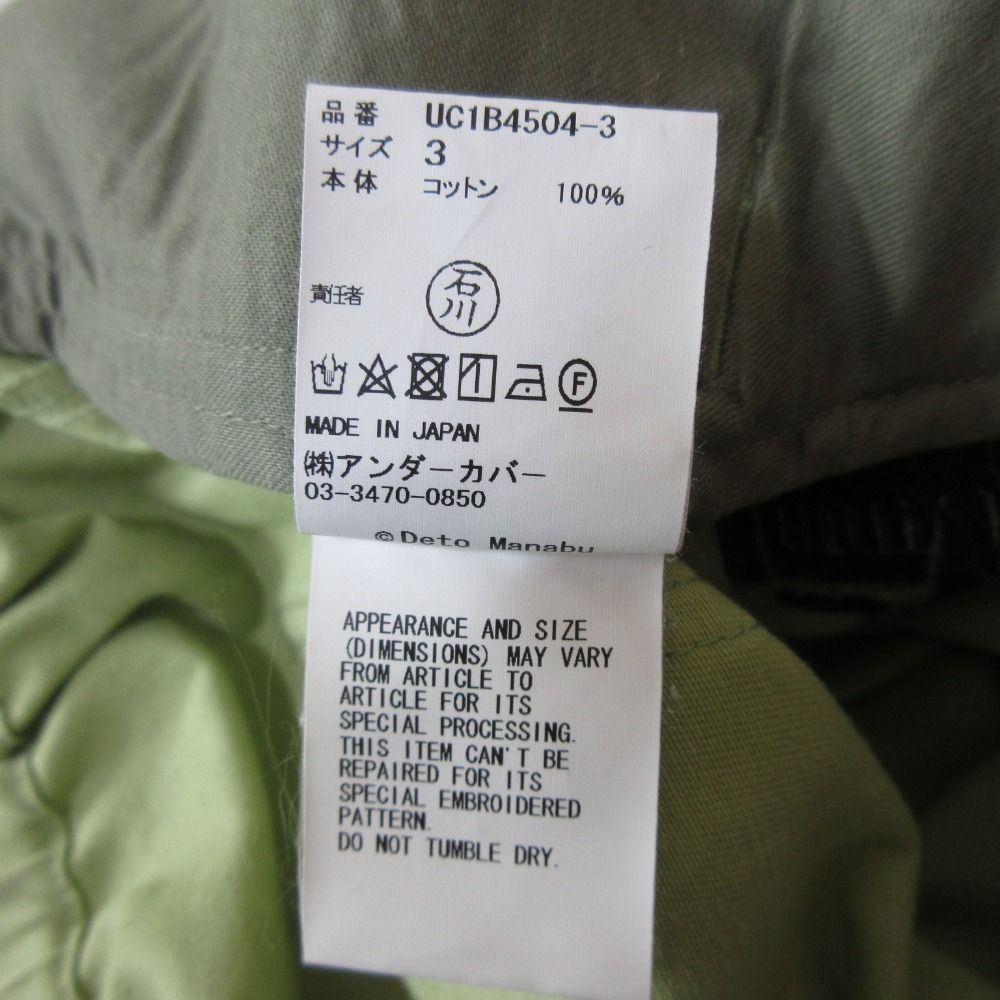 品番 UC1B4504-3
サイズ 3
本体 コットン 100%
責任者 石川
MADE IN JAPAN
㈱アンダーカバー
03-3470-0850
©Deto Manabu
APPEARANCE AND SIZE
(DIMENSIONS) MAY VARY
FROM ARTICLE TO
ARTICLE FOR ITS
SPECIAL PROCESSING.
THIS ITEM CAN'T BE
REPAIRED FOR ITS
SPECIAL EMBROIDERED
PATTERN.
DO NOT TUMBLE DRY.